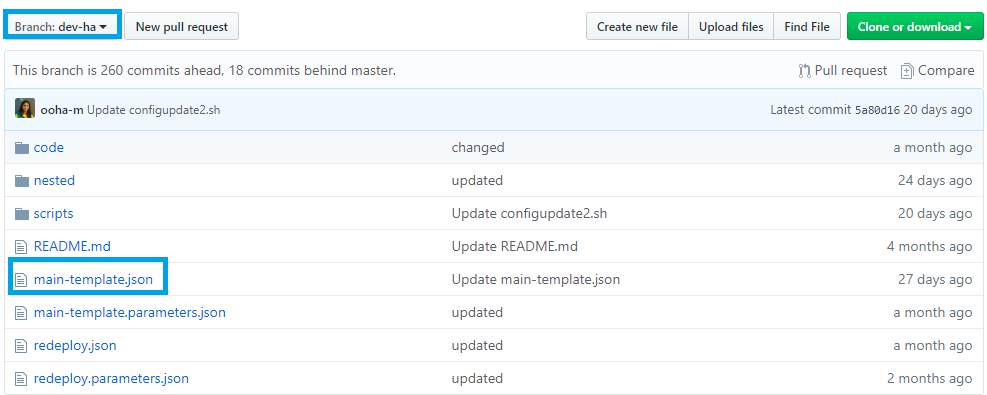 Branch: dev-ha New pull request Create new file Upload files Find File Clone or download
This branch is 260 commits ahead, 18 commits behind master. Pull request Compare
ooha-m Update configupdate2.sh Latest commit 5a80d16 20 days ago
code changed a month ago
nested updated 24 days ago
scripts Update configupdate2.sh 20 days ago
README.md Update README.md 4 months ago
main-template.json Update main-template.json 27 days ago
main-template.parameters.json updated a month ago
redeploy.json updated a month ago
redeploy.parameters.json updated 2 months ago